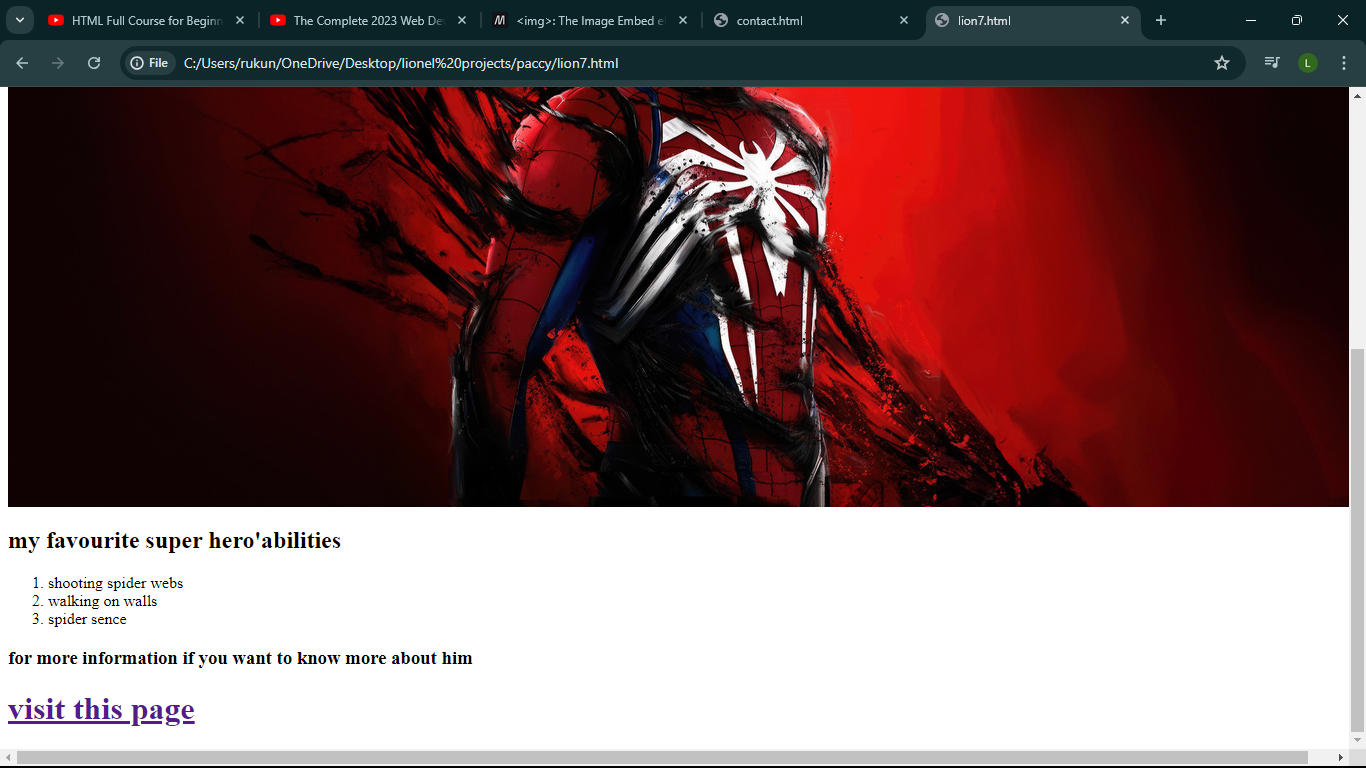 HTML Full Course for Beginn
The Complete 2023 Web De
<img>: The Image Embed e
contact.html
lion7.html
File
C:/Users/rukun/OneDrive/Desktop/lionel%20projects/paccy/lion7.html
L
my favourite super hero'abilities
1. shooting spider webs
2. walking on walls
3. spider sence
for more information if you want to know more about him
visit this page